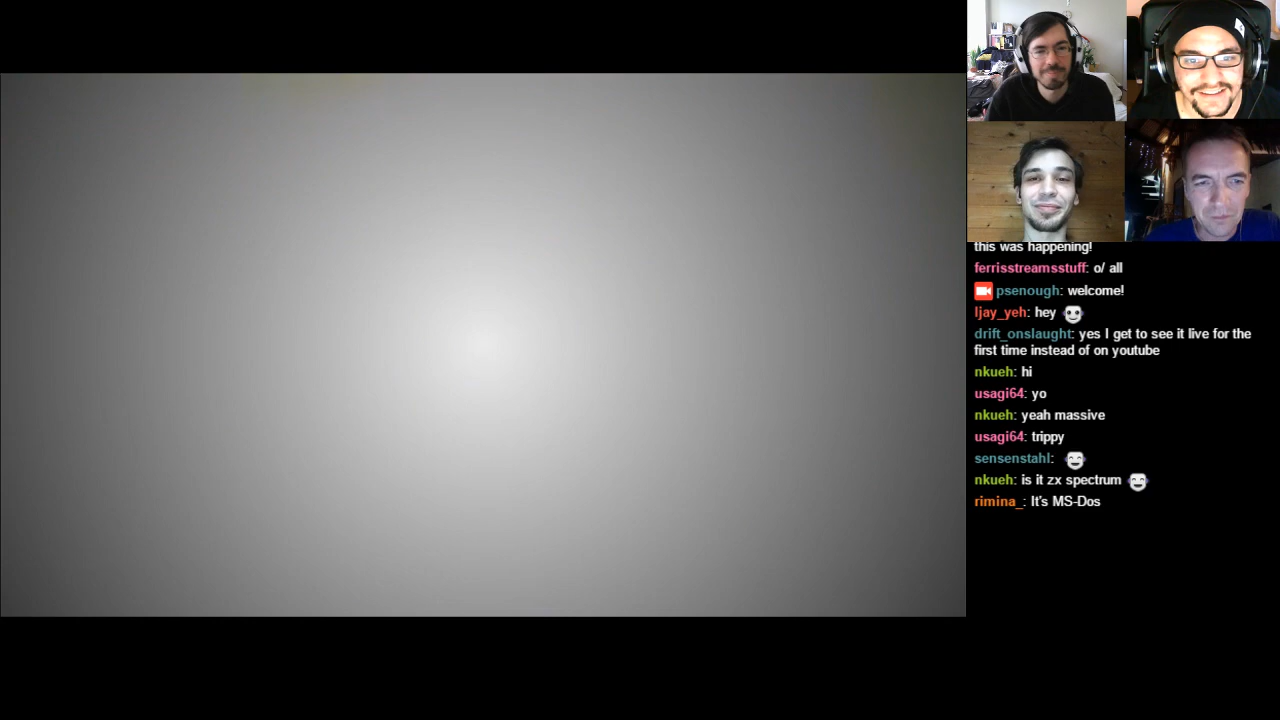 this was happening!
ferrisstreamsstuff: o/ all
psenough: welcome!
ljay_yeh: hey
drift_onslaught: yes I get to see it live for the
first time instead of on youtube
nkueh: hi
usagi64: yo
nkueh: yeah massive
usagi64: trippy
sensenstahl:
nkueh: is it zx spectrum
rimina_: It's MS-Dos